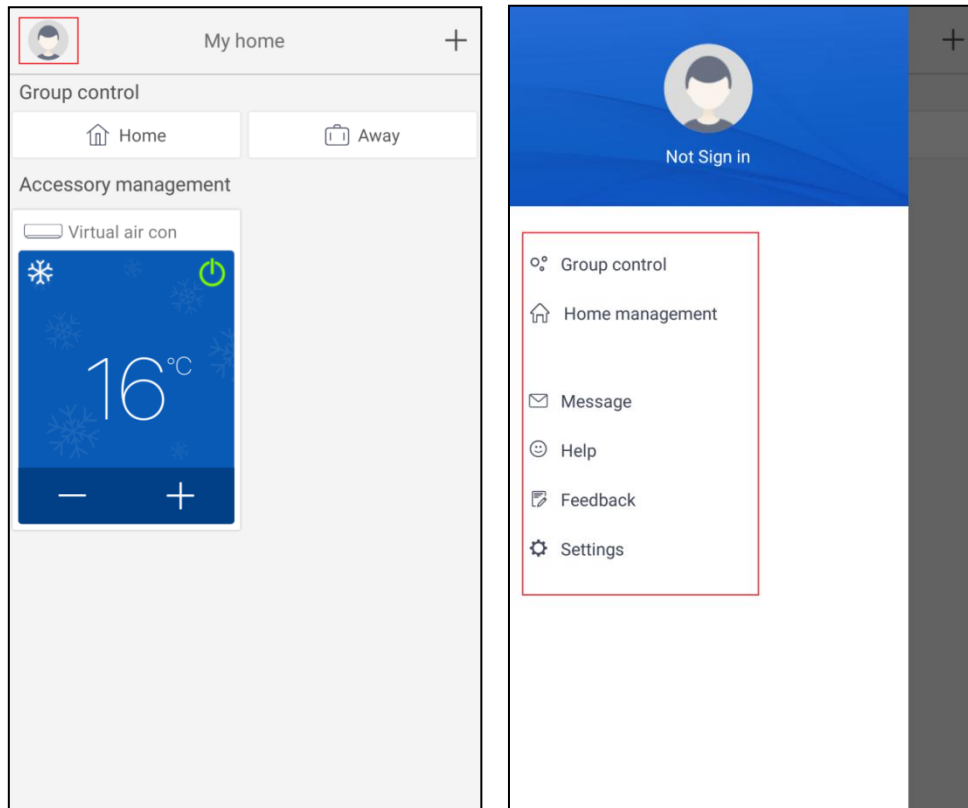 My home
Group control
Home
Away
Accessory management
Virtual air con
16°C
Not Sign in
Group control
Home management
Message
Help
Feedback
Settings